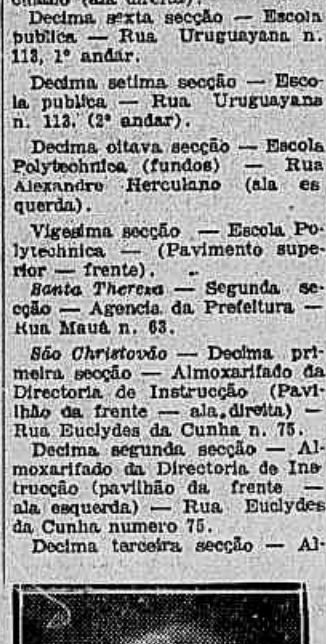 Decima sexta secção — Escola
publica — Rua Uruguayana n.
113, 1° andar.
Decima setima secção — Esco-
la publica — Rua Uruguayana
n. 113. (2° andar).
Decima oitava secção — Escola
Polytechnica (fundos) — Rua
Alexandre Herculano (ala es
querda).
Vigesima secção — Escola Po-
lytechnica — (Pavimento supe-
rior — frente).
Santa Thereza — Segunda se-
cção — Agencia da Prefeitura —
Rua Mauá n. 63.
São Christovão — Decima pri-
meira secção — Almoxarifado da
Directoria de Instrucção (Pavi-
lhão da frente — ala direita) —
Rua Euclydes da Cunha n. 75.
Decima segunda secção — Al-
moxarifado da Directoria de Ins
trucção (pavilhão da frente —
ala esquerda) — Rua Euclydes
da Cunha numero 75.
Decima terceira secção — Al-